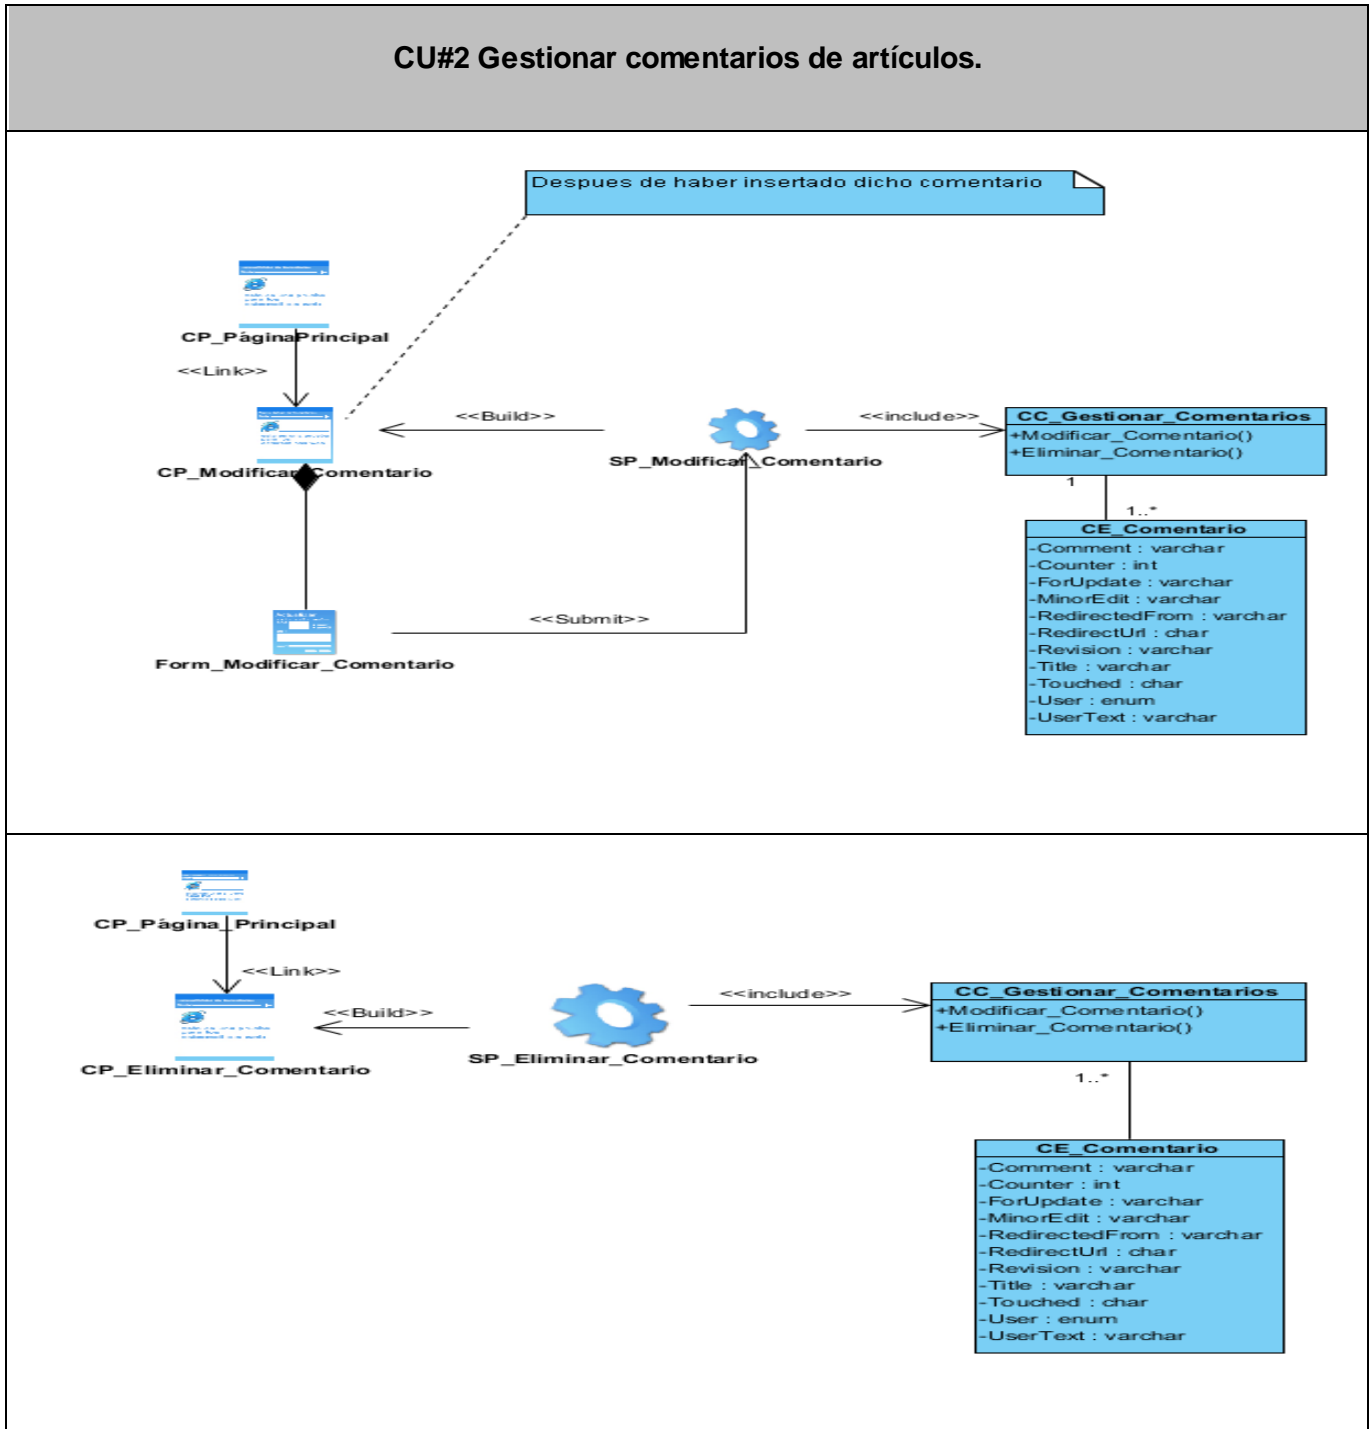 CU#2 Gestionar comentarios de artículos.
Despues de haber insertado dicho comentario
CP_PáginaPrincipal
<<Link>>
CP_Modificar_Comentario
<<Build>>
SP_Modificar_Comentario
<<include>>
CC_Gestionar_Comentarios
+Modificar_Comentario()
+Eliminar_Comentario()
1
1..*
CE_Comentario
-Comment : varchar
-Counter : int
-ForUpdate : varchar
-MinorEdit : varchar
-RedirectedFrom : varchar
-RedirectUrl : char
-Revision : varchar
-Title : varchar
-Touched : char
-User : enum
-UserText : varchar
<<Submit>>
Form_Modificar_Comentario
CP_Página_Principal
<<Link>>
CP_Eliminar_Comentario
<<Build>>
SP_Eliminar_Comentario
<<include>>
CC_Gestionar_Comentarios
+Modificar_Comentario()
+Eliminar_Comentario()
1..*
CE_Comentario
-Comment : varchar
-Counter : int
-ForUpdate : varchar
-MinorEdit : varchar
-RedirectedFrom : varchar
-RedirectUrl : char
-Revision : varchar
-Title : varchar
-Touched : char
-User : enum
-UserText : varchar